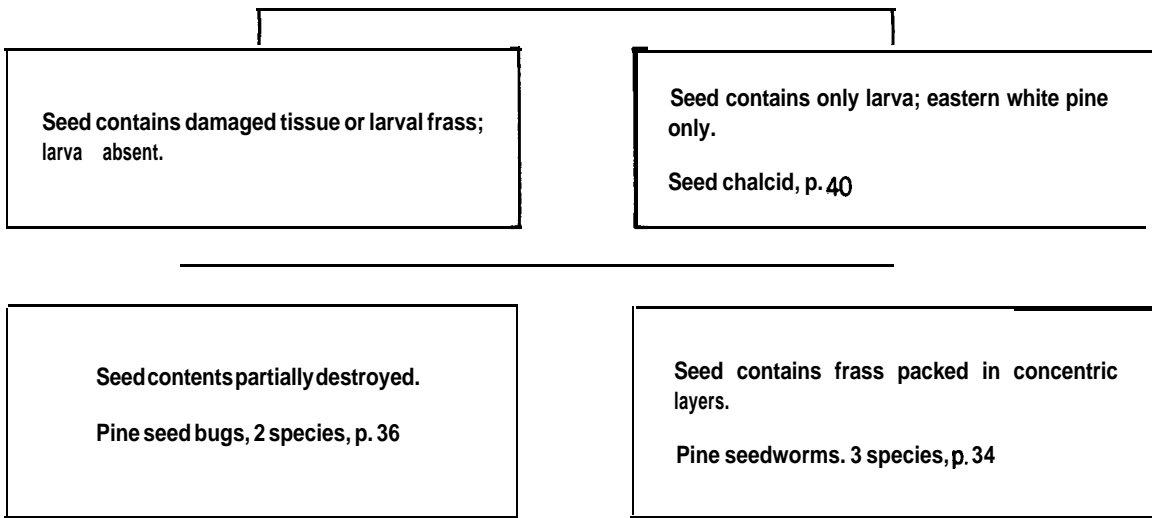 Seed contains damaged tissue or larval frass;
larva absent.
Seed contains only larva; eastern white pine
only.
Seed chalcid, p. 40
Seed contents partially destroyed.
Pine seed bugs, 2 species, p. 36
Seed contains frass packed in concentric
layers.
Pine seedworms. 3 species, p. 34